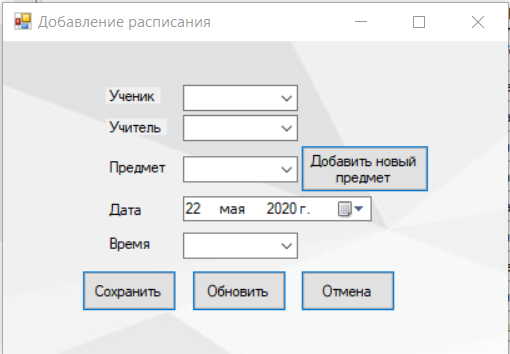 Добавление расписания
Ученик
Учитель
Предмет
Добавить новый
предмет
Дата
22 мая 2020 г.
Время
Сохранить
Обновить
Отмена